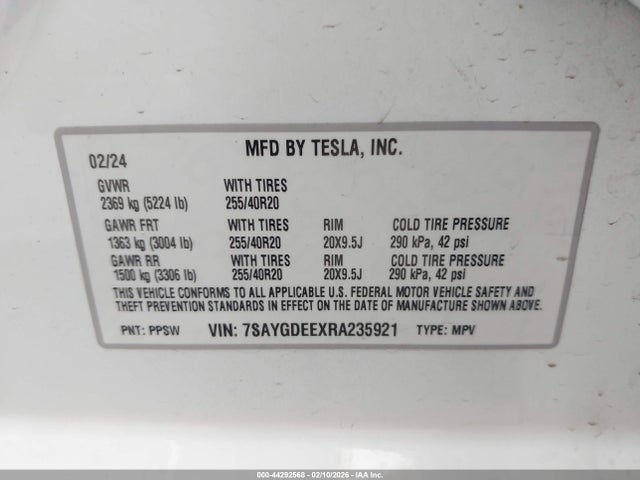 MFD BY TESLA, INC.
02/24
GVWR WITH TIRES
2369 kg (5224 lb) 255/40R20
GAWR FRT WITH TIRES RIM COLD TIRE PRESSURE
1363 kg (3004 lb) 255/40R20 20X9.5J 290 kPa, 42 psi
GAWR RR WITH TIRES RIM COLD TIRE PRESSURE
1500 kg (3306 lb) 255/40R20 20X9.5J 290 kPa, 42 psi
THIS VEHICLE CONFORMS TO ALL APPLICABLE U.S. FEDERAL MOTOR VEHICLE SAFETY AND
THEFT PREVENTION STANDARDS IN EFFECT ON THE DATE OF MANUFACTURE SHOWN ABOVE.
PNT: PPSW VIN: 7SAYGDEEXRA235921 TYPE: MPV
000-44292568 - 02/10/2026 - IAA Inc.